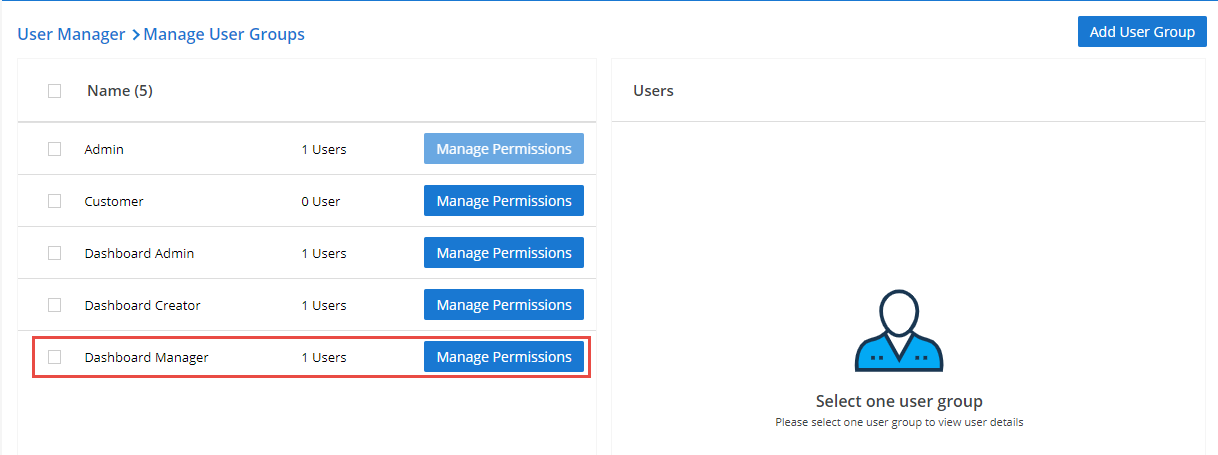 User Manager > Manage User Groups
Add User Group
Name (5)
Users
Admin 1 Users Manage Permissions
Customer 0 User Manage Permissions
Dashboard Admin 1 Users Manage Permissions
Dashboard Creator 1 Users Manage Permissions
Dashboard Manager 1 Users Manage Permissions
Select one user group
Please select one user group to view user details